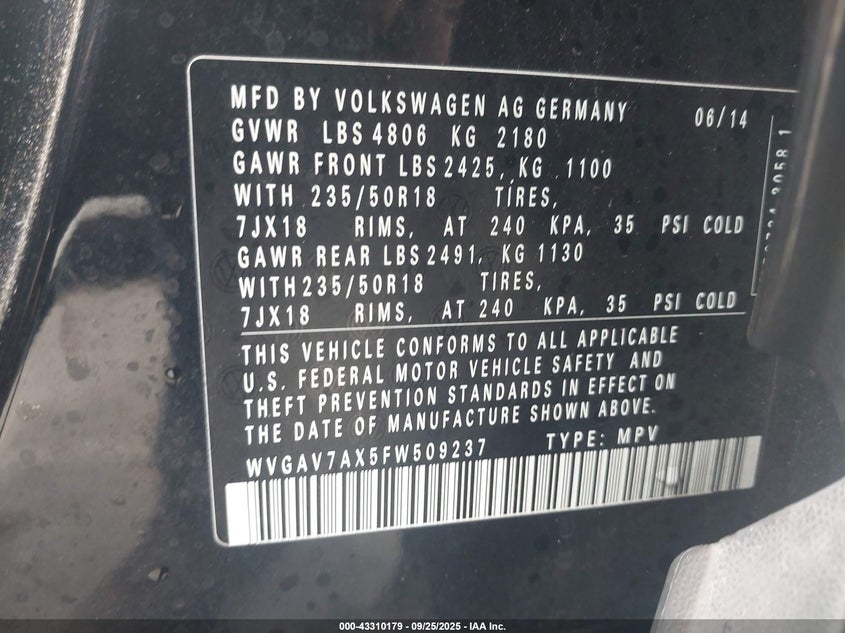 MFD BY VOLKSWAGEN AG GERMANY 06/14
GVWR LBS 4806 KG 2180
GAWR FRONT LBS 2425, KG 1100
WITH 235/50R18 TIRES,
7JX18 RIMS, AT 240 KPA, 35 PSI COLD
GAWR REAR LBS 2491, KG 1130
WITH 235/50R18 TIRES,
7JX18 RIMS, AT 240 KPA, 35 PSI COLD
THIS VEHICLE CONFORMS TO ALL APPLICABLE
U.S. FEDERAL MOTOR VEHICLE SAFETY AND
THEFT PREVENTION STANDARDS IN EFFECT ON
THE DATE OF MANUFACTURE SHOWN ABOVE.
WVGAV7AX5FW509237 TYPE: MPV
000-43310179 - 09/25/2025 - IAA Inc.